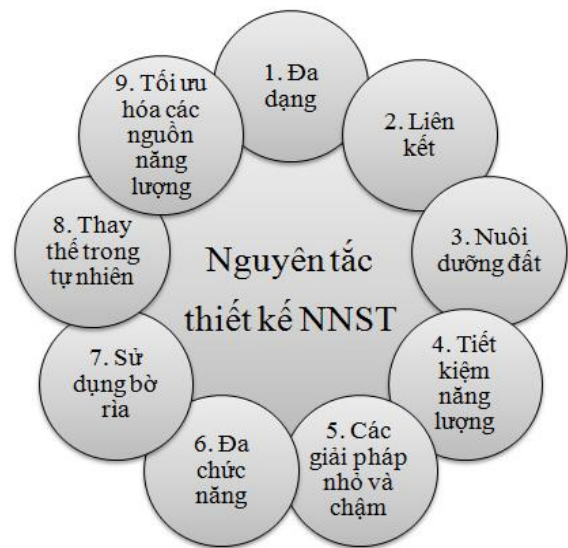 Nguyên tắc
thiết kế NNST
1. Đa
dạng
2. Liên
kết
3. Nuôi
dưỡng đất
4. Tiết
kiệm
năng
lượng
5. Các
giải pháp
nhỏ và
chậm
6. Đa
chức
năng
7. Sử
dụng bờ
rìa
8. Thay
thế trong
tự nhiên
9. Tối ưu
hóa các
nguồn
năng
lượng